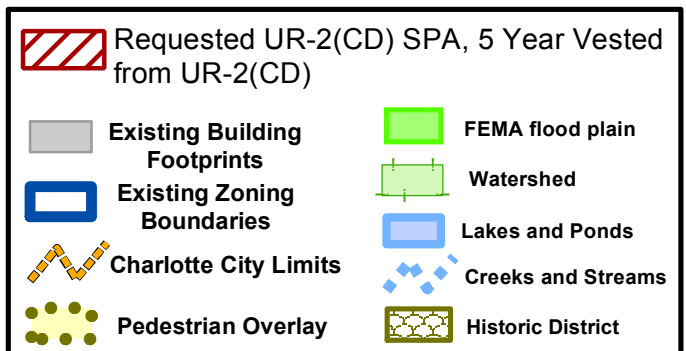 Requested UR-2(CD) SPA, 5 Year Vested
from UR-2(CD)
Existing Building
Footprints
Existing Zoning
Boundaries
Charlotte City Limits
Pedestrian Overlay
FEMA flood plain
Watershed
Lakes and Ponds
Creeks and Streams
Historic District